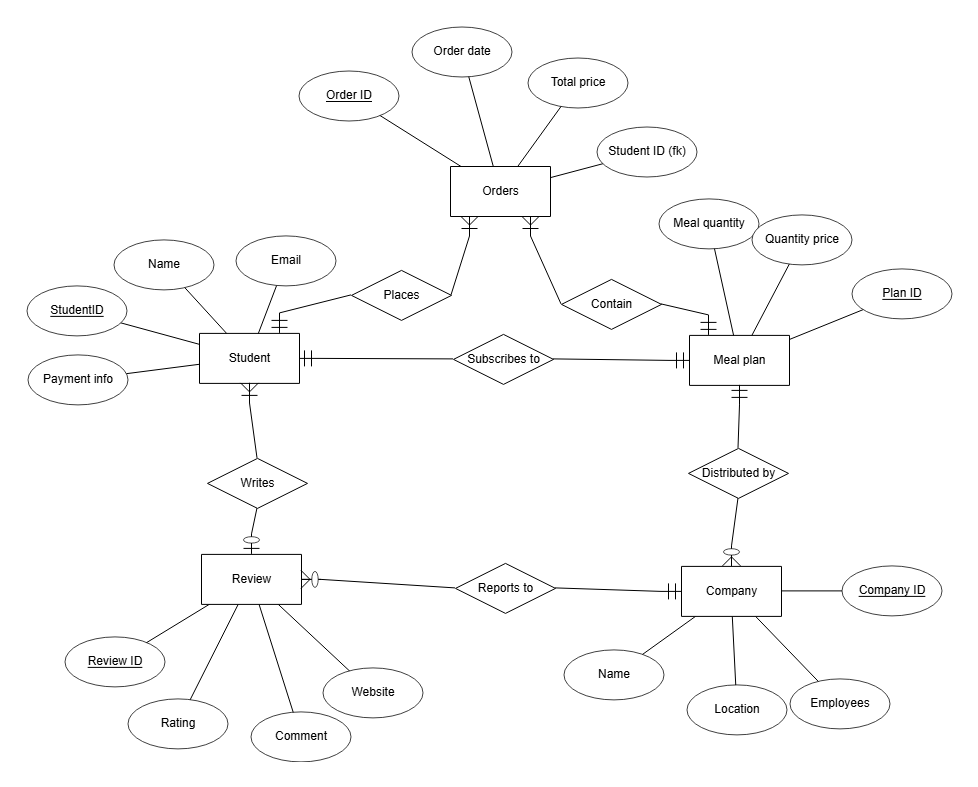 Order date
Total price
Order ID
Student ID (fk)
Orders
Meal quantity
Quantity price
Name
Email
Plan ID
Places
Contain
StudentID
Student
Subscribes to
Meal plan
Payment info
Distributed by
Writes
Review
Reports to
Company
Company ID
Review ID
Name
Website
Rating
Comment
Location
Employees